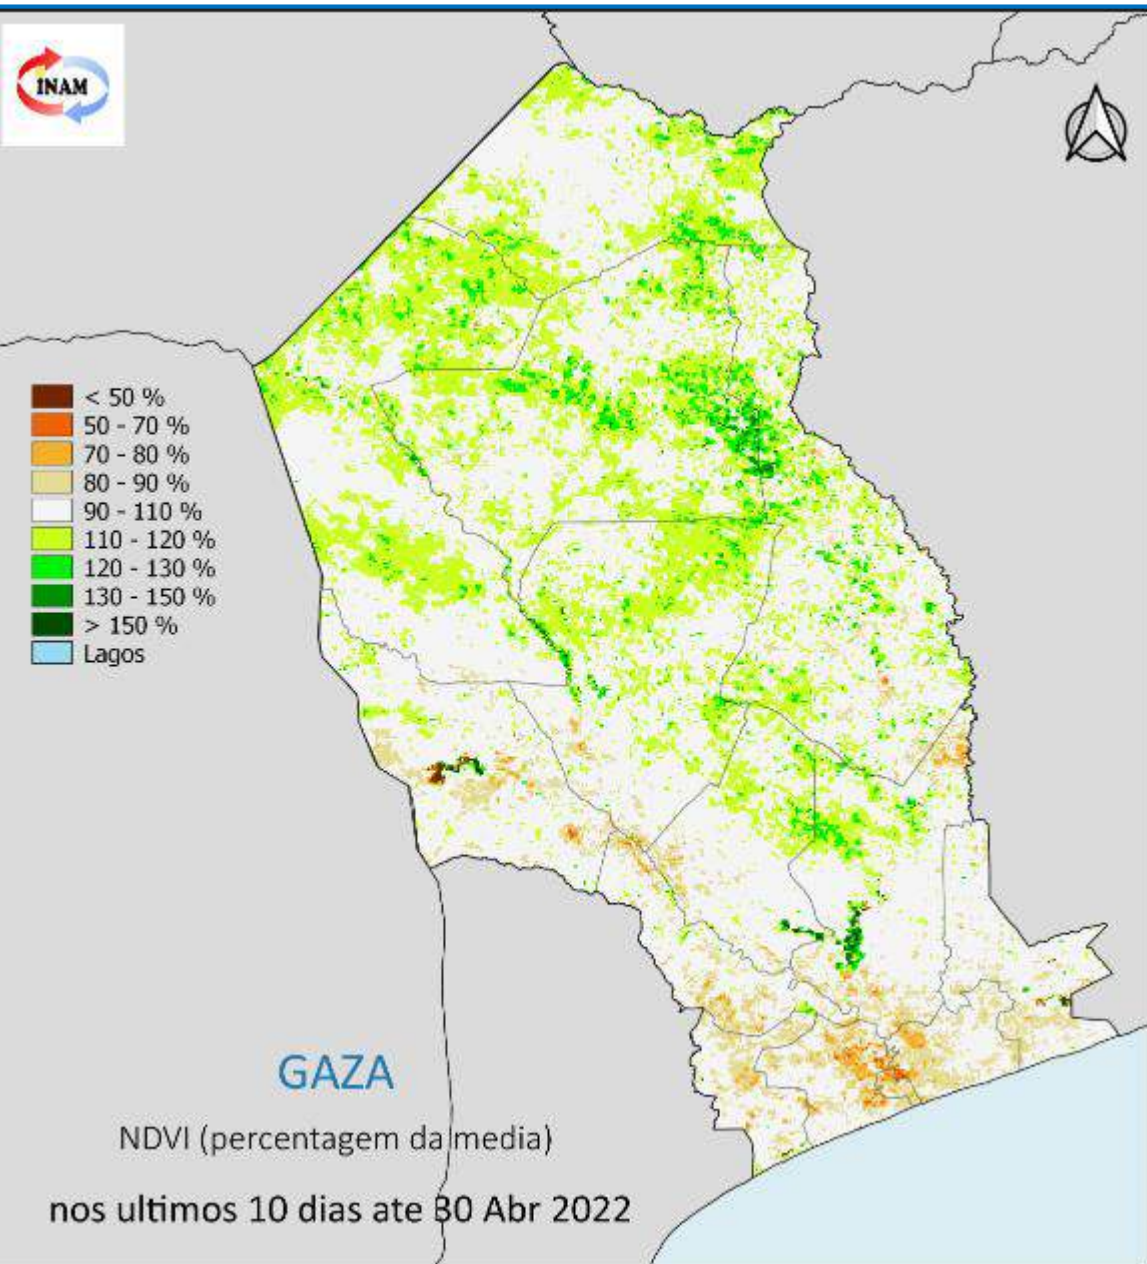 INAM
< 50 %
50 - 70 %
70 - 80 %
80 - 90 %
90 - 110 %
110 - 120 %
120 - 130 %
130 - 150 %
> 150 %
Lagos
GAZA
NDVI (percentagem da media)
nos ultimos 10 dias ate 30 Abr 2022